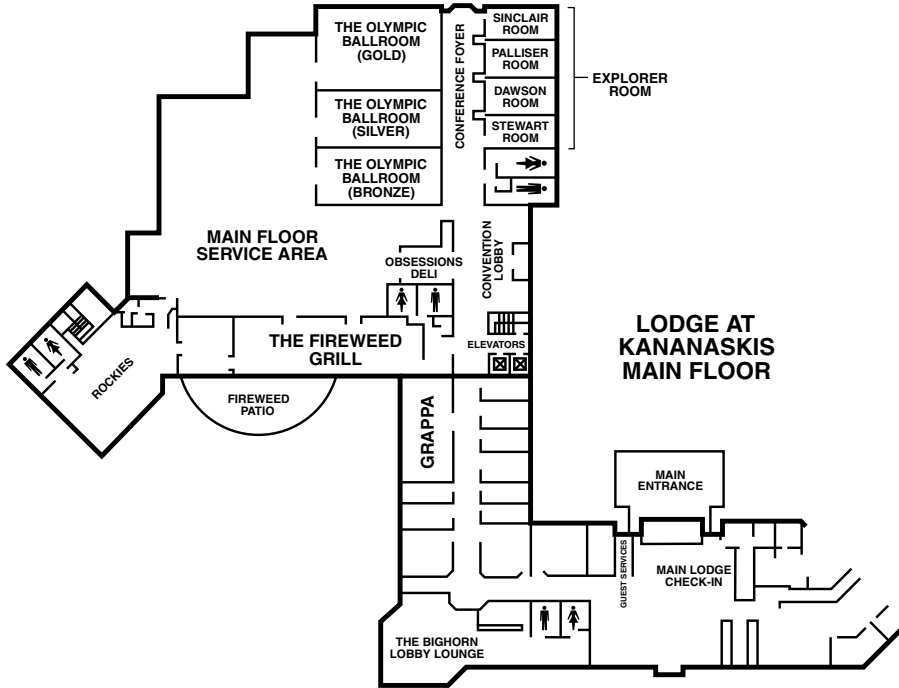 THE OLYMPIC
BALLROOM
(GOLD)
CONFERENCE FOYER
SINCLAIR
ROOM
PALLISER
ROOM
DAWSON
ROOM
STEWART
ROOM
EXPLORER
ROOM
THE OLYMPIC
BALLROOM
(SILVER)
THE OLYMPIC
BALLROOM
(BRONZE)
MAIN FLOOR
SERVICE AREA
OBSESSIONS
DELI
CONVENTION
LOBBY
LODGE AT
KANANASKIS
MAIN FLOOR
THE FIREWEED
GRILL
ELEVATORS
ROCKIES
FIREWEED
PATIO
GRAPPA
MAIN
ENTRANCE
GUEST SERVICES
MAIN LODGE
CHECK-IN
THE BIGHORN
LOBBY LOUNGE